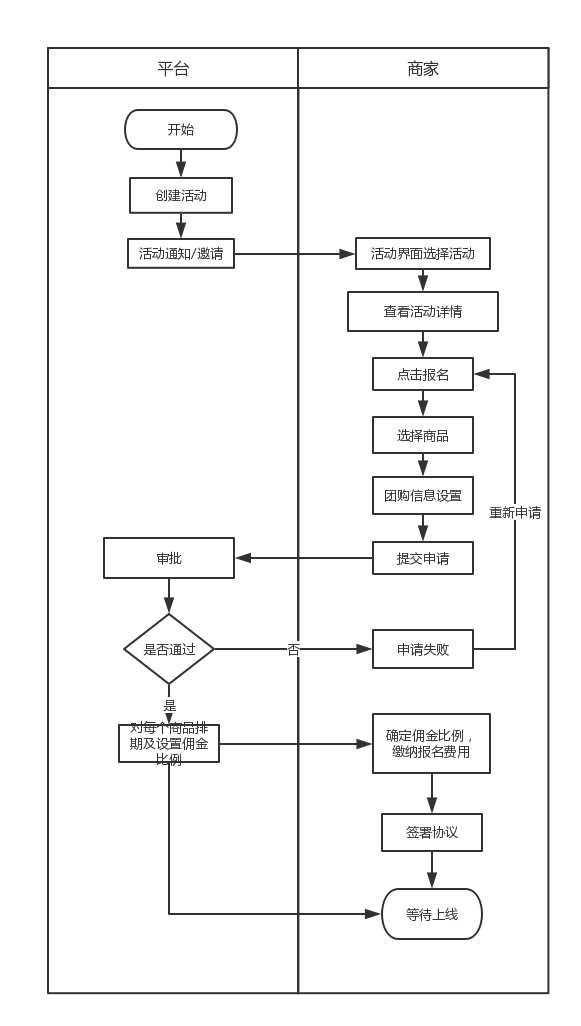 平台
商家
开始
创建活动
活动通知/邀请
活动界面选择活动
查看活动详情
点击报名
选择商品
团购信息设置
重新申请
审批
提交申请
是否通过
否
申请失败
是
对每个商品排
期及设置佣金
比例
确定佣金比例，
缴纳报名费用
签署协议
等待上线